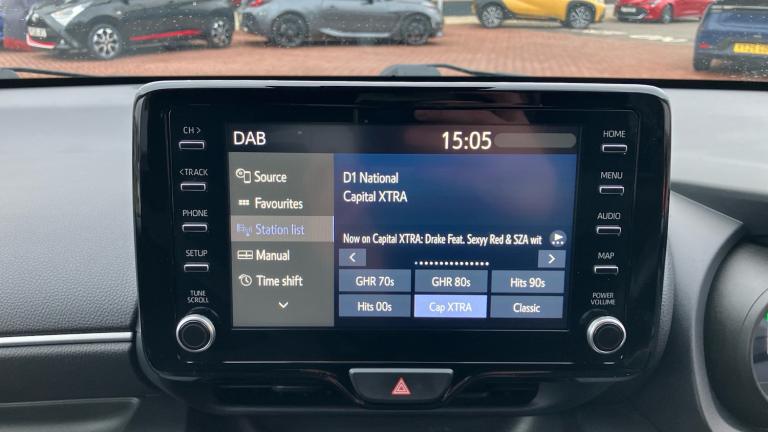 DAB 15:05
CH >
<TRACK
PHONE
SETUP
TUNE
SCROLL
Source
Favourites
Station list
Manual
Time shift
D1 National
Capital XTRA
Now on Capital XTRA: Drake Feat. Sexyy Red & SZA wit
GHR 70s GHR 80s Hits 90s
Hits 00s Cap XTRA Classic
HOME
MENU
AUDIO
MAP
POWER
VOLUME